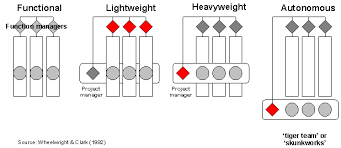 Functional
Lightweight
Heavyweight
Autonomous
Function managers
Project
manager
Project
manager
'tiger team' or
'skunkworks'
Source: Wheelwright & Clark (1992)